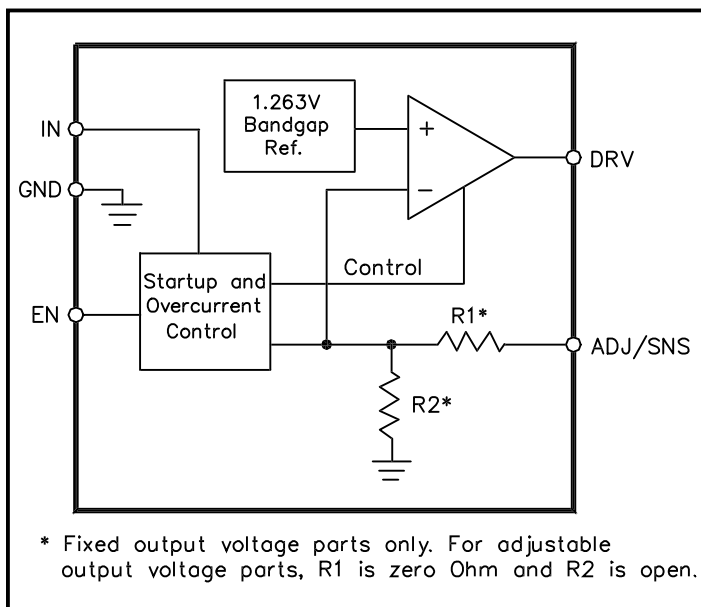 1.263V
Bandgap
Ref.
IN
+
DRV
GND
−
Control
Startup and
Overcurrent
Control
EN
R1*
ADJ/SNS
R2*
* Fixed output voltage parts only. For adjustable
output voltage parts, R1 is zero Ohm and R2 is open.